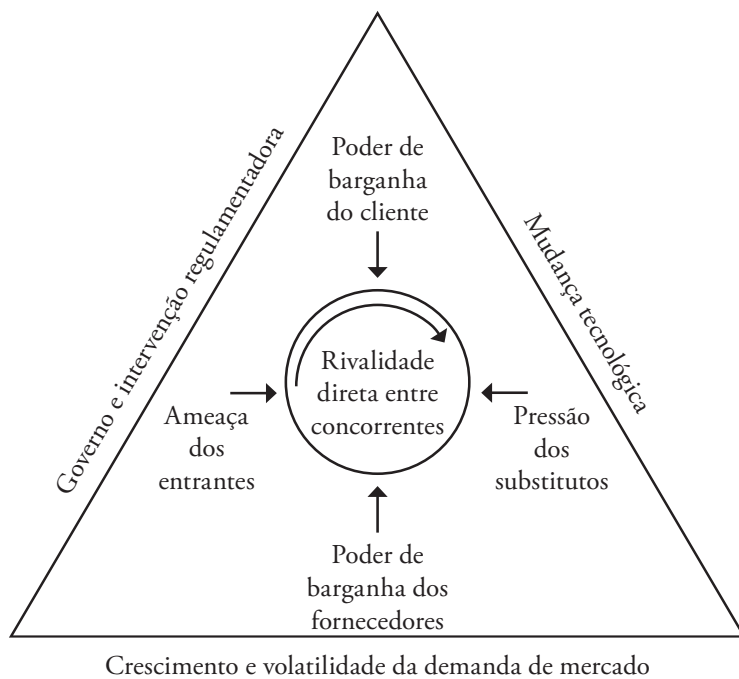 Governo e intervenção regulamentadora
Mudança tecnológica
Poder de
barganha
do cliente
Rivalidade
direta entre
concorrentes
Ameaça
dos
entrantes
Pressão
dos
substitutos
Poder de
barganha dos
fornecedores
Crescimento e volatilidade da demanda de mercado